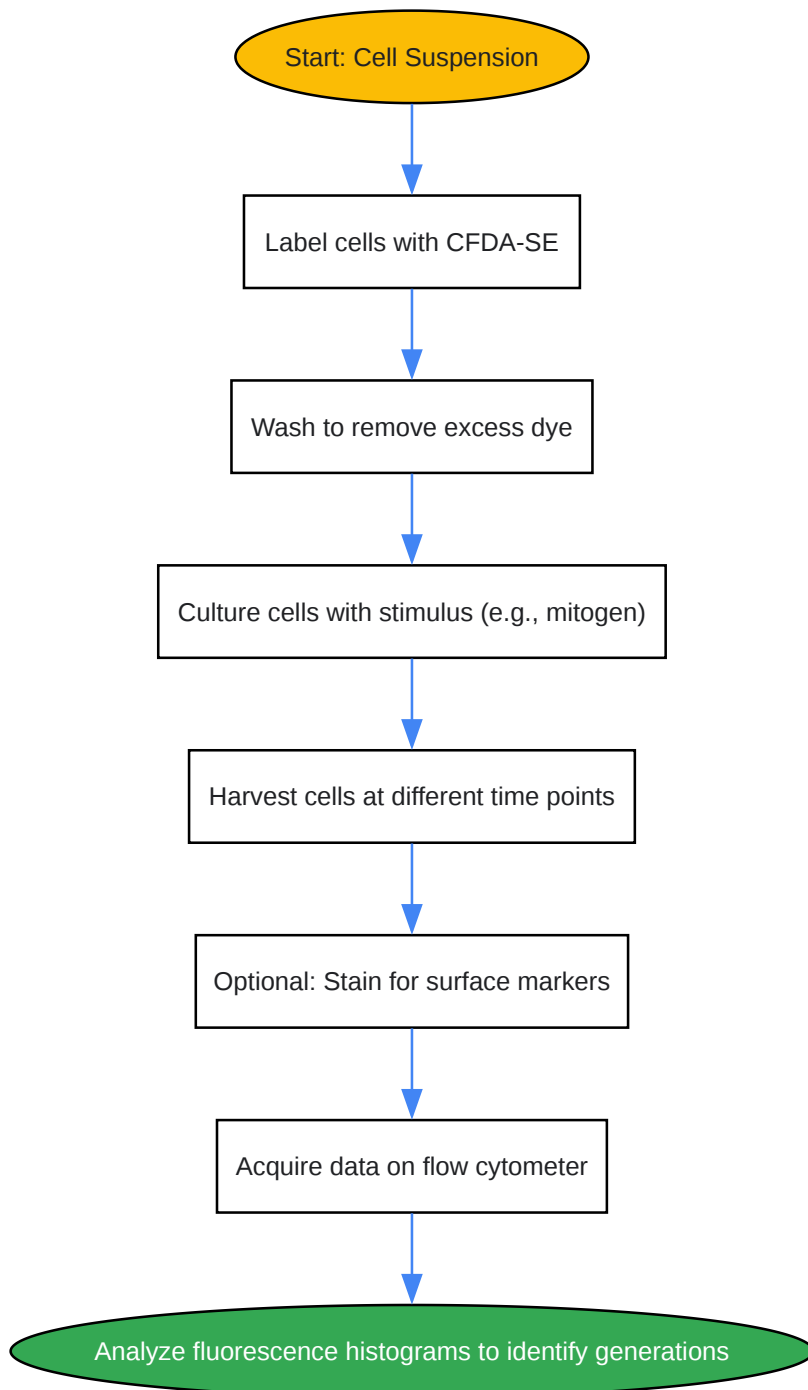 Start: Cell Suspension
Label cells with CFDA-SE
Wash to remove excess dye
Culture cells with stimulus (e.g., mitogen)
Harvest cells at different time points
Optional: Stain for surface markers
Acquire data on flow cytometer
Analyze fluorescence histograms to identify generations